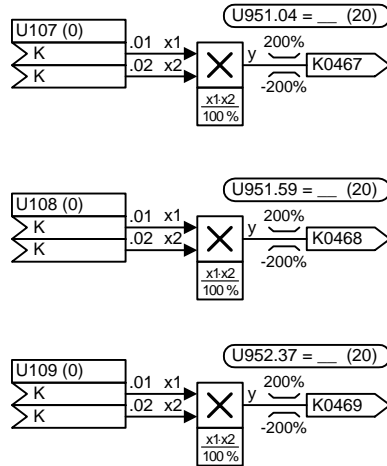 U951.04 = __ (20)
U107 (0)
K .01 x1
K .02 x2
y 200% -200%
K0467
x1·x2
100 %
U951.59 = __ (20)
U108 (0)
K .01 x1
K .02 x2
y 200% -200%
K0468
x1·x2
100 %
U952.37 = __ (20)
U109 (0)
K .01 x1
K .02 x2
y 200% -200%
K0469
x1·x2
100 %